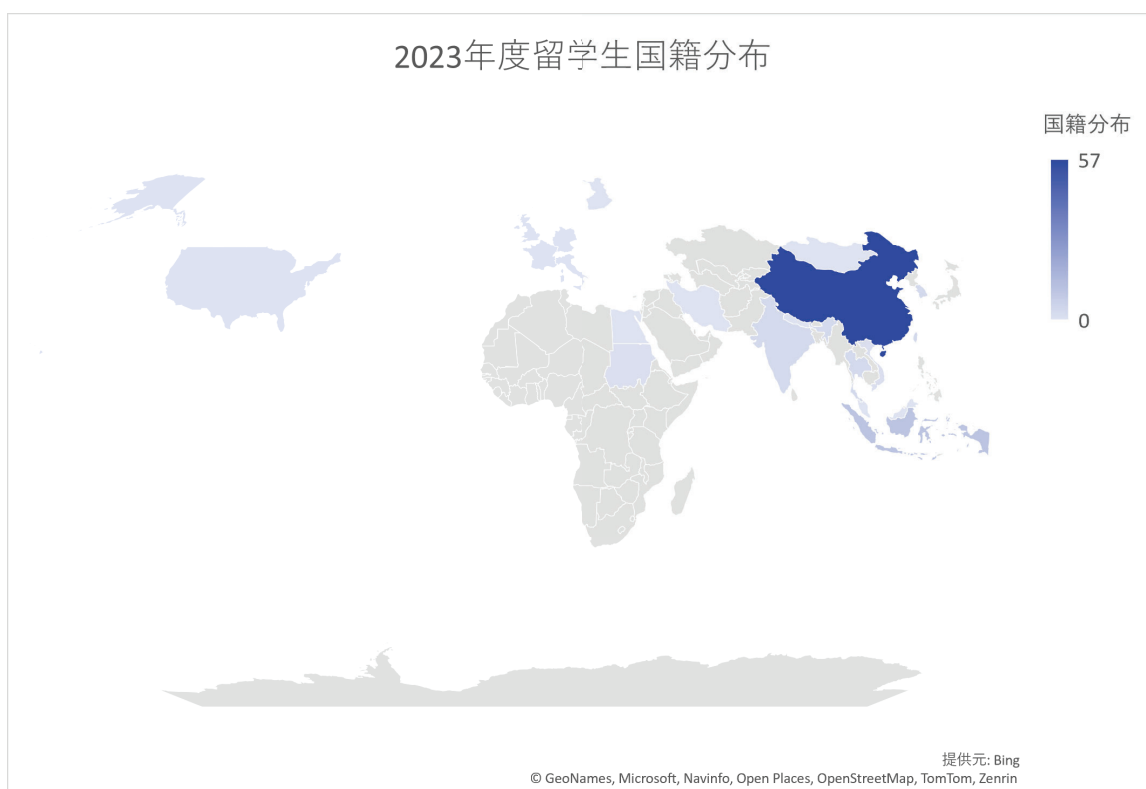 2023年度留学生国籍分布
国籍分布
57
0
提供元: Bing
© GeoNames, Microsoft, Navinfo, Open Places, OpenStreetMap, TomTom, Zenrin